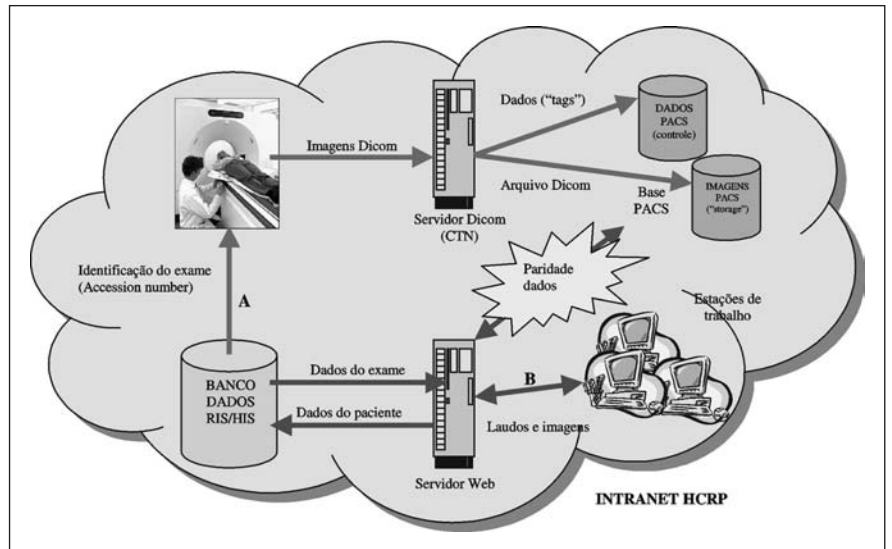 Dados ("tags")
DADOS
PACS
(controle)
Imagens Dicom
Arquivo Dicom
Base
PACS
IMAGENS
PACS
("storage")
Servidor Dicom
(CTN)
Identificação do exame
(Accession number)
A
Paridade
dados
Estações de
trabalho
BANCO
DADOS
RIS/HIS
Dados do exame
Dados do paciente
B
Laudos e imagens
Servidor Web
INTRANET HCRP